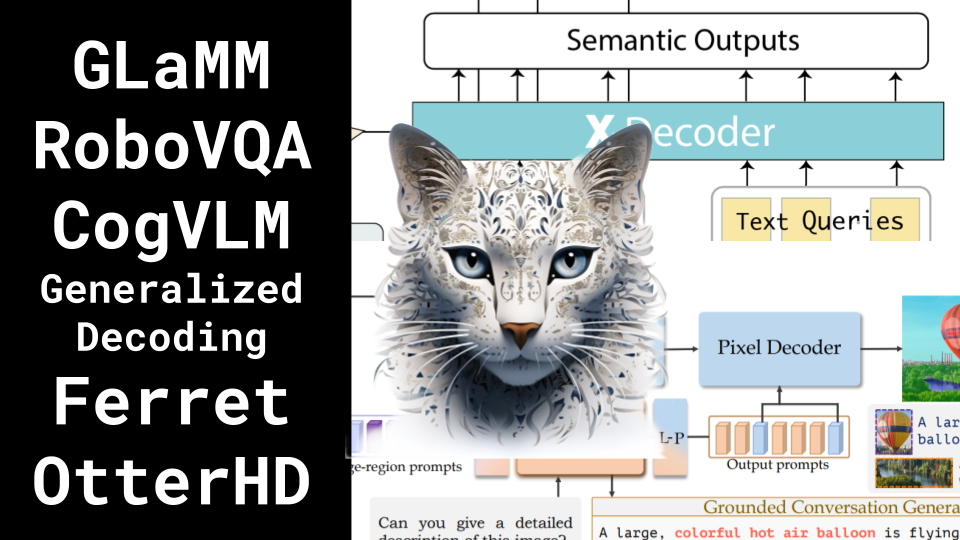 GLaMM
RoboVQA
CogVLM
Generalized
Decoding
Ferret
OtterHD
Semantic Outputs
X Decoder
Text Queries
Pixel Decoder
L-P
ge-region prompts
Output prompts
A lar
ballo
Grounded Conversation Genera
Can you give a detailed
description of this image?
A large, colorful hot air balloon is flying